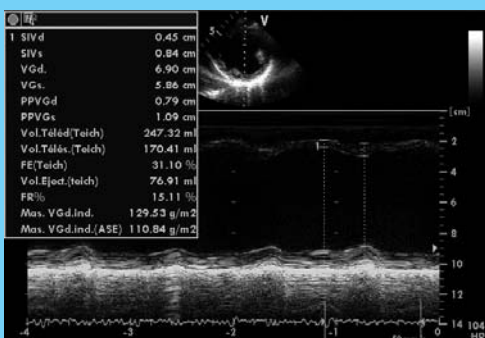 1 SIVd 0.45 cm
SIVs 0.84 cm
VGd. 6.90 cm
VGs. 5.86 cm
PPVGd 0.79 cm
PPVGs 1.09 cm
Vol.Téléd(Teich) 247.32 ml
Vol.Télés.(Teich) 170.41 ml
FE(Teich) 31.10 %
Vol.Eject.(teich) 76.91 ml
FR% 15.11 %
Mas. VGd.ind. 129.53 g/m2
Mas. VGd.ind.(ASE) 110.84 g/m2
V
5
[cm]
2
1
4
6
8
10
12
14
-4
-3
-2
-1
0
104
HR